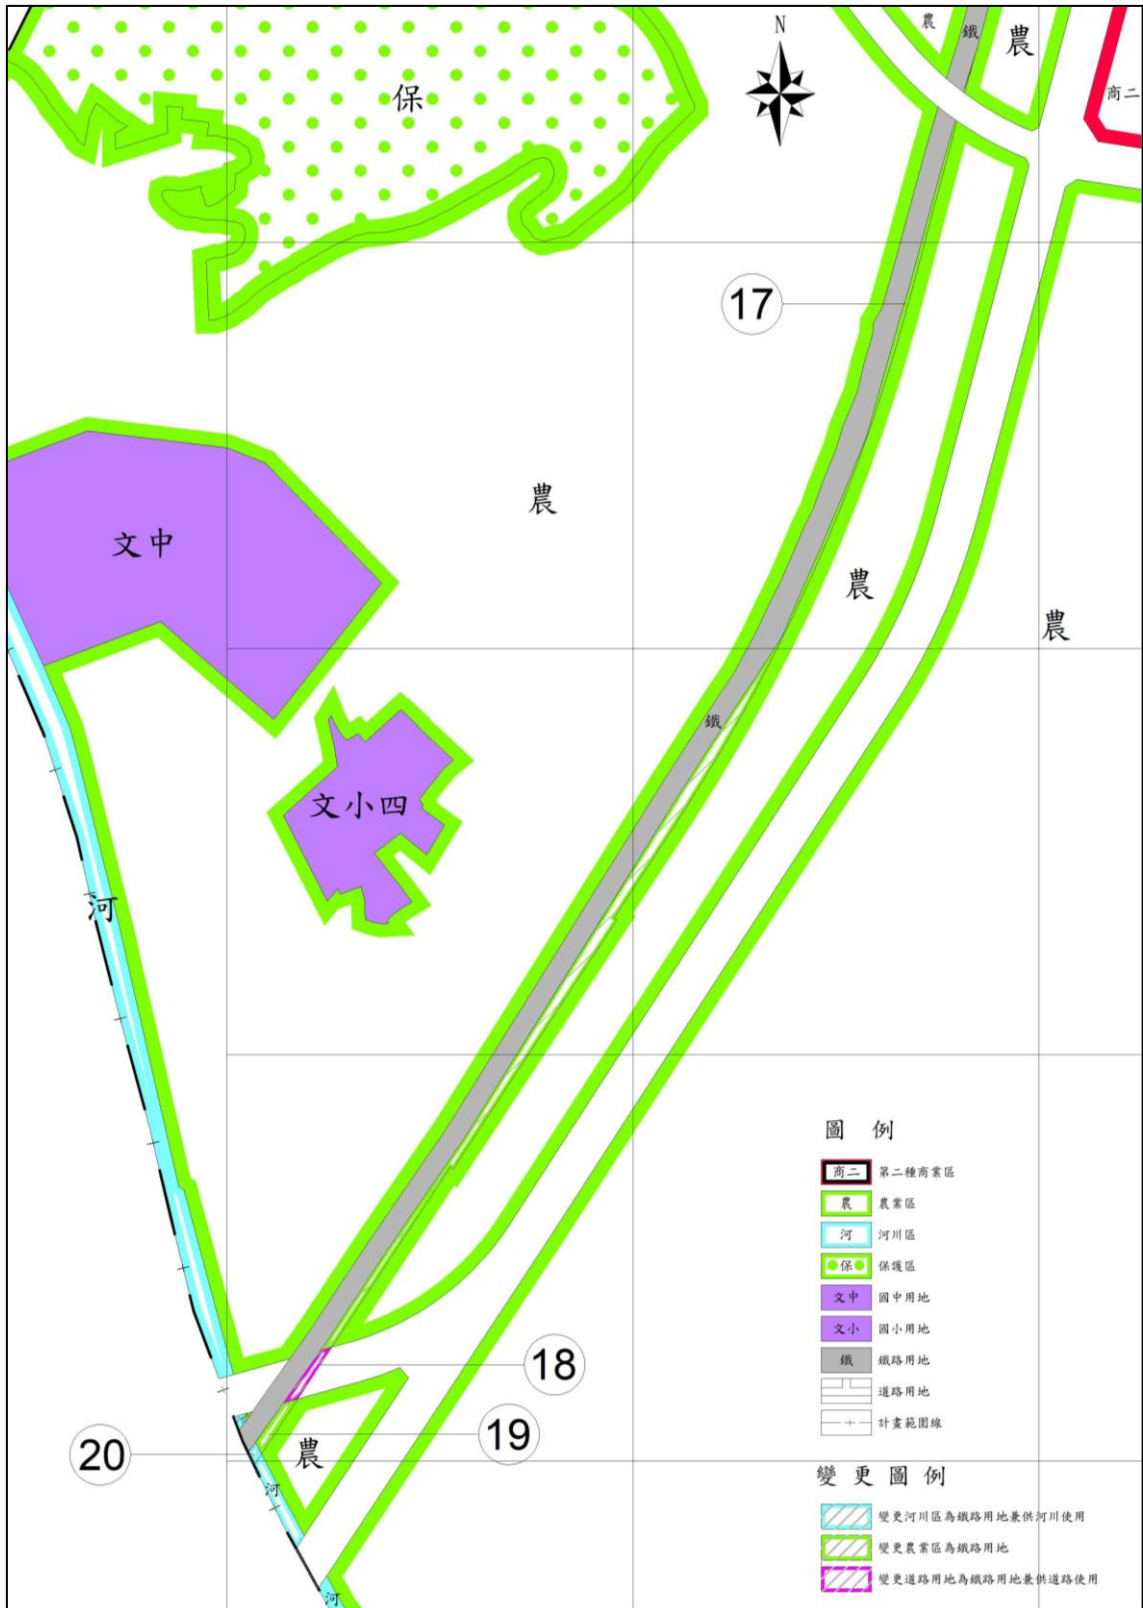 農
鐵
農
N
保
商二
17
農
文中
農
農
鐵
文小四
河
圖 例
商二 第二種商業區
農 農業區
河 河川區
保 保護區
文中 國中用地
文小 國小用地
鐵 鐵路用地
道路用地
計畫範圍線
18
19
20
農
河
河
變更圖例
變更河川區為鐵路用地兼供河川使用
變更農業區為鐵路用地
變更道路用地為鐵路用地兼供道路使用